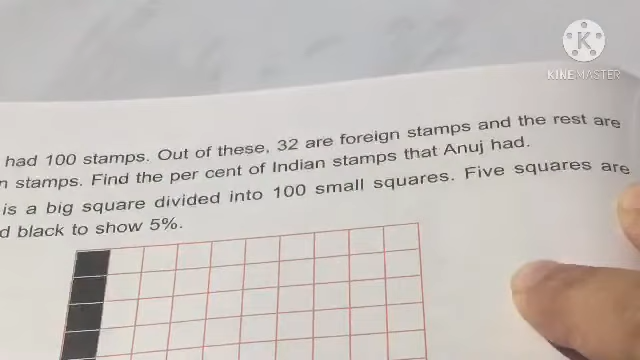 K
KINEMASTER
had 100 stamps. Out of these, 32 are foreign stamps and the rest are
n stamps. Find the per cent of Indian stamps that Anuj had.
is a big square divided into 100 small squares. Five squares are
d black to show 5%.